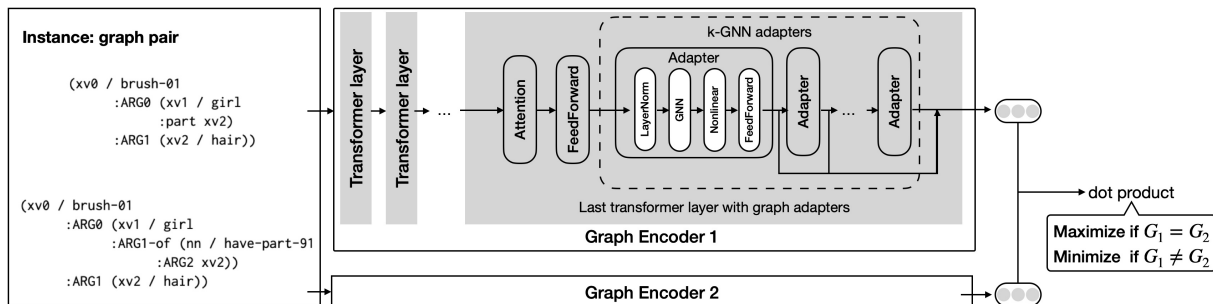 Instance: graph pair
(xv0 / brush-01
:ARG0 (xv1 / girl
:part xv2)
:ARG1 (xv2 / hair))
(xv0 / brush-01
:ARG0 (xv1 / girl
:ARG1-of (nn / have-part-91
:ARG2 xv2))
:ARG1 (xv2 / hair))
Transformer layer
Transformer layer
...
Attention
FeedForward
k-GNN adapters
Adapter
LayerNorm
GNN
Nonlinear
FeedForward
Adapter
...
Adapter
Last transformer layer with graph adapters
Graph Encoder 1
Graph Encoder 2
dot product
Maximize if G₁ = G₂
Minimize if G₁ ≠ G₂